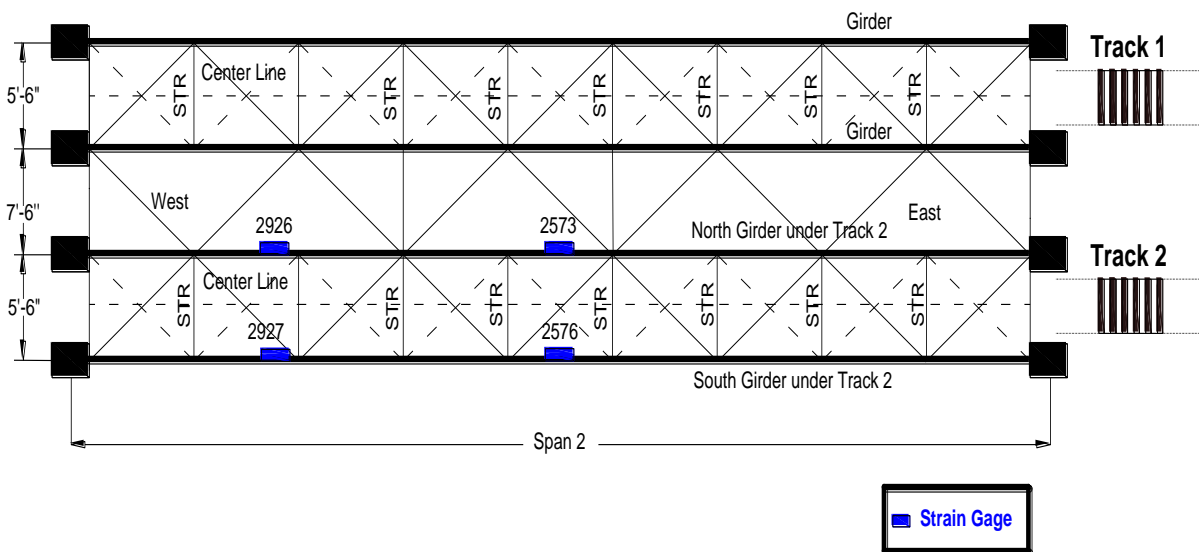 Girder
Track 1
Center Line
STR STR STR STR STR STR
5'-6"
Girder
West
East
7'-6"
2926
2573
North Girder under Track 2
Track 2
Center Line
STR STR STR STR STR STR
5'-6"
2927
2576
South Girder under Track 2
Span 2
Strain Gage